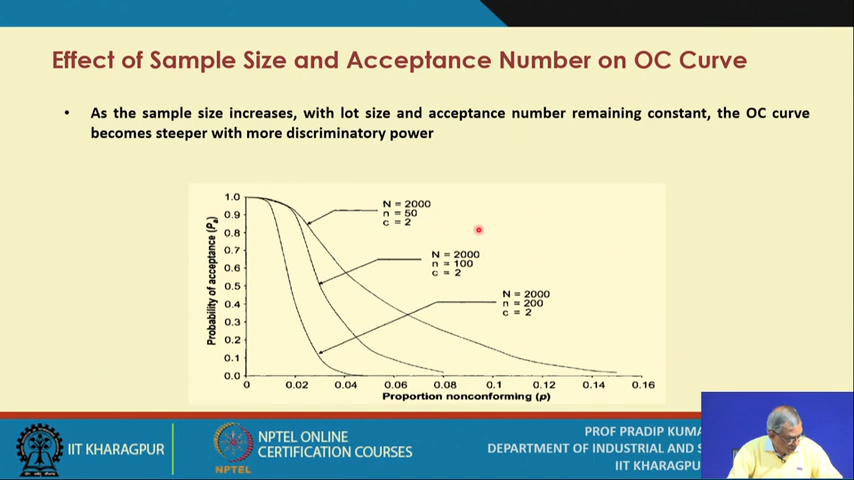 Effect of Sample Size and Acceptance Number on OC Curve
• As the sample size increases, with lot size and acceptance number remaining constant, the OC curve
becomes steeper with more discriminatory power
Probability of acceptance (Pa)
1.0
0.9
0.8
0.7
0.6
0.5
0.4
0.3
0.2
0.1
0.0
N = 2000
n = 50
c = 2
N = 2000
n = 100
c = 2
N = 2000
n = 200
c = 2
0 0.02 0.04 0.06 0.08 0.1 0.12 0.14 0.16
Proportion nonconforming (p)
IIT KHARAGPUR
NPTEL
NPTEL ONLINE
CERTIFICATION COURSES
PROF PRADIP KUMA
DEPARTMENT OF INDUSTRIAL AND S
IIT KHARAGPU